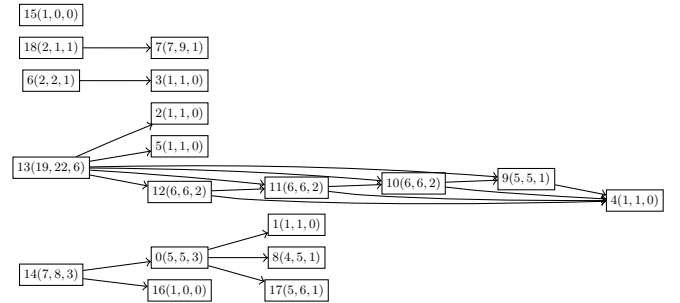 15(1, 0, 0)
18(2, 1, 1) 7(7, 9, 1)
6(2, 2, 1) 3(1, 1, 0)
2(1, 1, 0)
5(1, 1, 0)
13(19, 22, 6)
12(6, 6, 2) 11(6, 6, 2) 10(6, 6, 2) 9(5, 5, 1)
4(1, 1, 0)
1(1, 1, 0)
0(5, 5, 3) 8(4, 5, 1)
14(7, 8, 3)
16(1, 0, 0) 17(5, 6, 1)